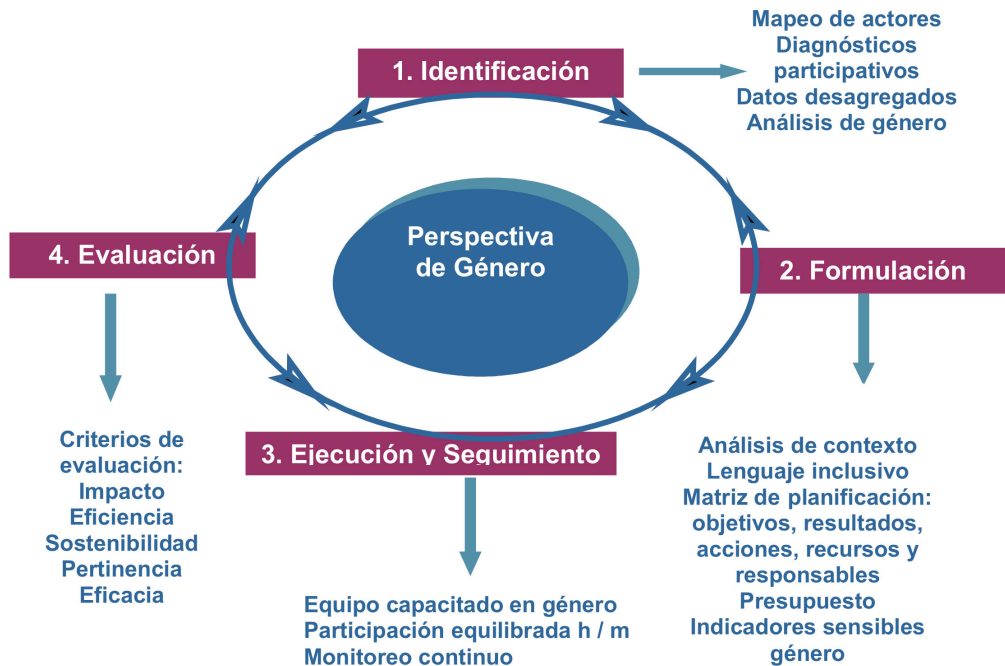 1. Identificación
Mapeo de actores
Diagnósticos
participativos
Datos desagregados
Análisis de género
Perspectiva
de Género
4. Evaluación
2. Formulación
3. Ejecución y Seguimiento
Criterios de
evaluación:
Impacto
Eficiencia
Sostenibilidad
Pertinencia
Eficacia
Equipo capacitado en género
Participación equilibrada h / m
Monitoreo continuo
Análisis de contexto
Lenguaje inclusivo
Matriz de planificación:
objetivos, resultados,
acciones, recursos y
responsables
Presupuesto
Indicadores sensibles
género